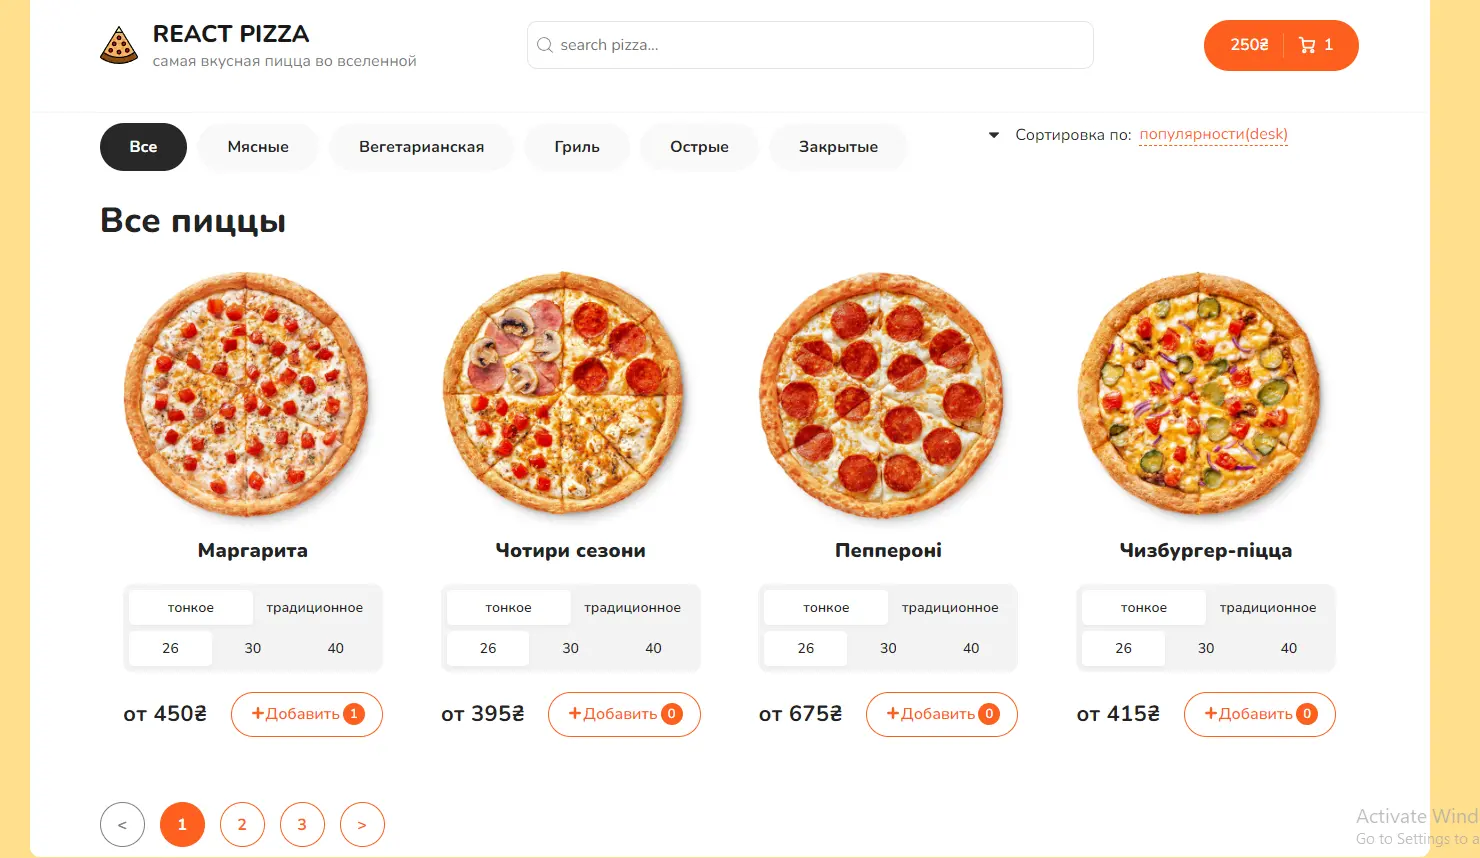 REACT PIZZA
самая вкусная пицца во вселенной
search pizza...
250₴ 1
Все Мясные Вегетарианская Гриль Острые Закрытые
Сортировка по: популярности(desk)
Все пиццы
Маргарита Чотири сезони Пепперонi Чизбургер-піцца
тонкое традиционное тонкое традиционное тонкое традиционное тонкое традиционное
26 30 40 26 30 40 26 30 40 26 30 40
от 450₴ +Добавить 1 от 395₴ +Добавить 0 от 675₴ +Добавить 0 от 415₴ +Добавить 0
< 1 2 3 >
Activate Wind
Go to Settings to a